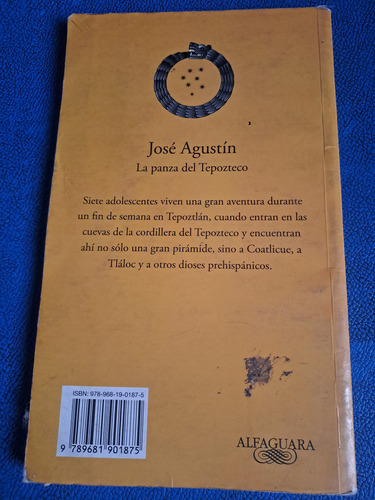 José Agustín
La panza del Tepozteco
Siete adolescentes viven una gran aventura durante
un fin de semana en Tepoztlán, cuando entran en las
cuevas de la cordillera del Tepozteco y encuentran
ahí no sólo una gran pirámide, sino a Coatlicue, a
Tláloc y a otros dioses prehispánicos.
ISBN: 978-968-19-0187-5
9 789681 901875
ALFAGUARA